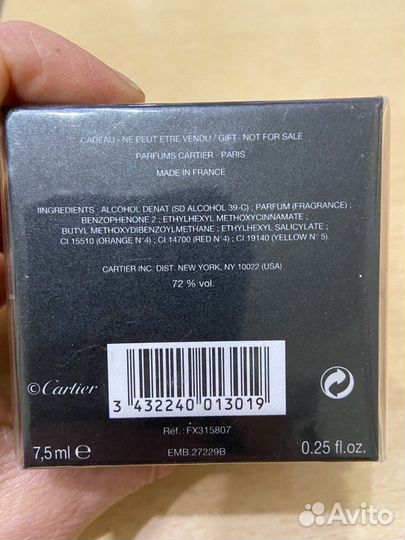 CADEAU - NE PEUT ETRE VENDU / GIFT - NOT FOR SALE
PARFUMS CARTIER - PARIS
MADE IN FRANCE
IINGREDIENTS : ALCOHOL DENAT (SD ALCOHOL 39-C) ; PARFUM (FRAGRANCE) ;
BENZOPHENONE 2 ; ETHYLHEXYL METHOXYCINNAMATE ;
BUTYL METHOXYDIBENZOYLMETHANE ; ETHYLHEXYL SALICYLATE ;
CI 15510 (ORANGE N°4) ; CI 14700 (RED N°4) ; CI 19140 (YELLOW N° 5).
CARTIER INC. DIST. NEW YORK, NY 10022 (USA)
72 % vol.
©Cartier
3 432240 013019
Réf.: FX315807
7,5 ml e
EMB 27229B
0.25 fl.oz.
Avito